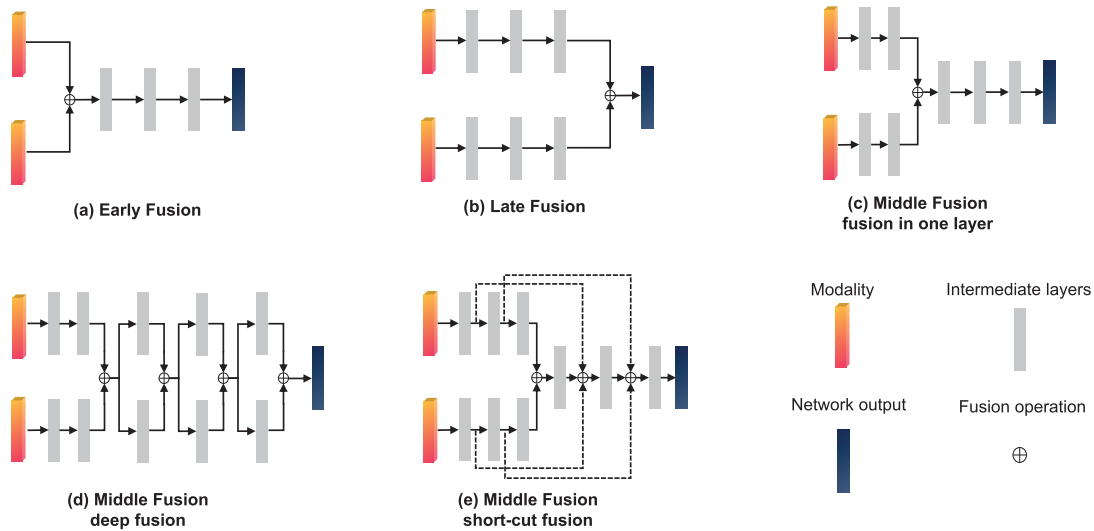 (a) Early Fusion
(b) Late Fusion
(c) Middle Fusion
fusion in one layer
(d) Middle Fusion
deep fusion
(e) Middle Fusion
short-cut fusion
Modality
Intermediate layers
Network output
Fusion operation